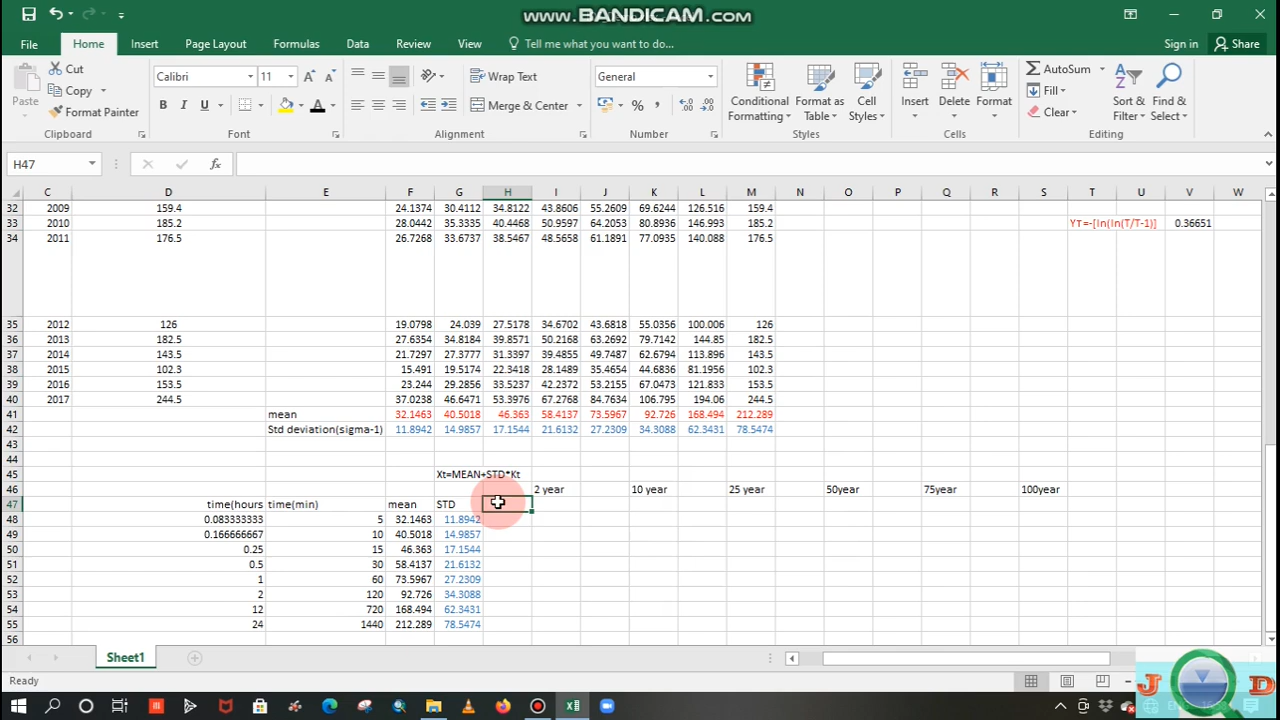 www.BANDICAM.com
File Home Insert Page Layout Formulas Data Review View Tell me what you want to do... Sign in Share
Paste Cut Copy Format Painter
Calibri 11 A A
B I U A
Wrap Text
Merge & Center
General
% ,
Conditional Formatting Format as Table Cell Styles
Insert Delete Format
AutoSum Fill Clear
Sort & Filter Find & Select
Clipboard Font Alignment Number Styles Cells Editing
H47 fx
C D E F G H I J K L M N O P Q R S T U V W
32 2009 159.4 24.1374 30.4112 34.8122 43.8606 55.2609 69.6244 126.516 159.4
33 2010 185.2 28.0442 35.3335 40.4468 50.9597 64.2053 80.8936 146.993 185.2 Yт=-[ln(ln(T/T-1)] 0.36651
34 2011 176.5 26.7268 33.6737 38.5467 48.5658 61.1891 77.0935 140.088 176.5
35 2012 126 19.0798 24.039 27.5178 34.6702 43.6818 55.0356 100.006 126
36 2013 182.5 27.6354 34.8184 39.8571 50.2168 63.2692 79.7142 144.85 182.5
37 2014 143.5 21.7297 27.3777 31.3397 39.4855 49.7487 62.6794 113.896 143.5
38 2015 102.3 15.491 19.5174 22.3418 28.1489 35.4654 44.6836 81.1956 102.3
39 2016 153.5 23.244 29.2856 33.5237 42.2372 53.2155 67.0473 121.833 153.5
40 2017 244.5 37.0238 46.6471 53.3976 67.2768 84.7634 106.795 194.06 244.5
41 mean 32.1463 40.5018 46.363 58.4137 73.5967 92.726 168.494 212.289
42 Std deviation(sigma-1) 11.8942 14.9857 17.1544 21.6132 27.2309 34.3088 62.3431 78.5474
43
44
45 Xt=MEAN+STD*Kt
46 2 year 10 year 25 year 50year 75year 100year
47 time(hours time(min) mean STD
48 0.083333333 5 32.1463 11.8942
49 0.166666667 10 40.5018 14.9857
50 0.25 15 46.363 17.1544
51 0.5 30 58.4137 21.6132
52 1 60 73.5967 27.2309
53 2 120 92.726 34.3088
54 12 720 168.494 62.3431
55 24 1440 212.289 78.5474
56
Sheet1
Ready
J D